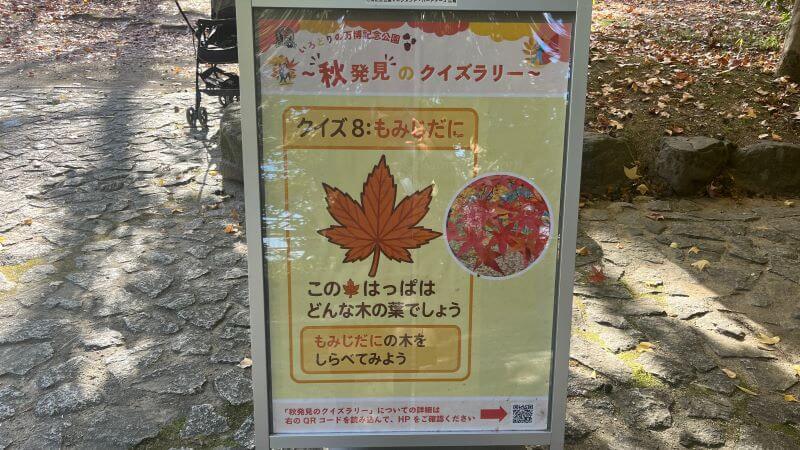 いろどりの万博記念公園
～秋発見のクイズラリー～
クイズ8:もみじだに
この🍁はっぱは
どんな木の葉でしょう
もみじだにの木を
しらべてみよう
「秋発見のクイズラリー」についての詳細は
右のQRコードを読み込んで、HPをご確認ください